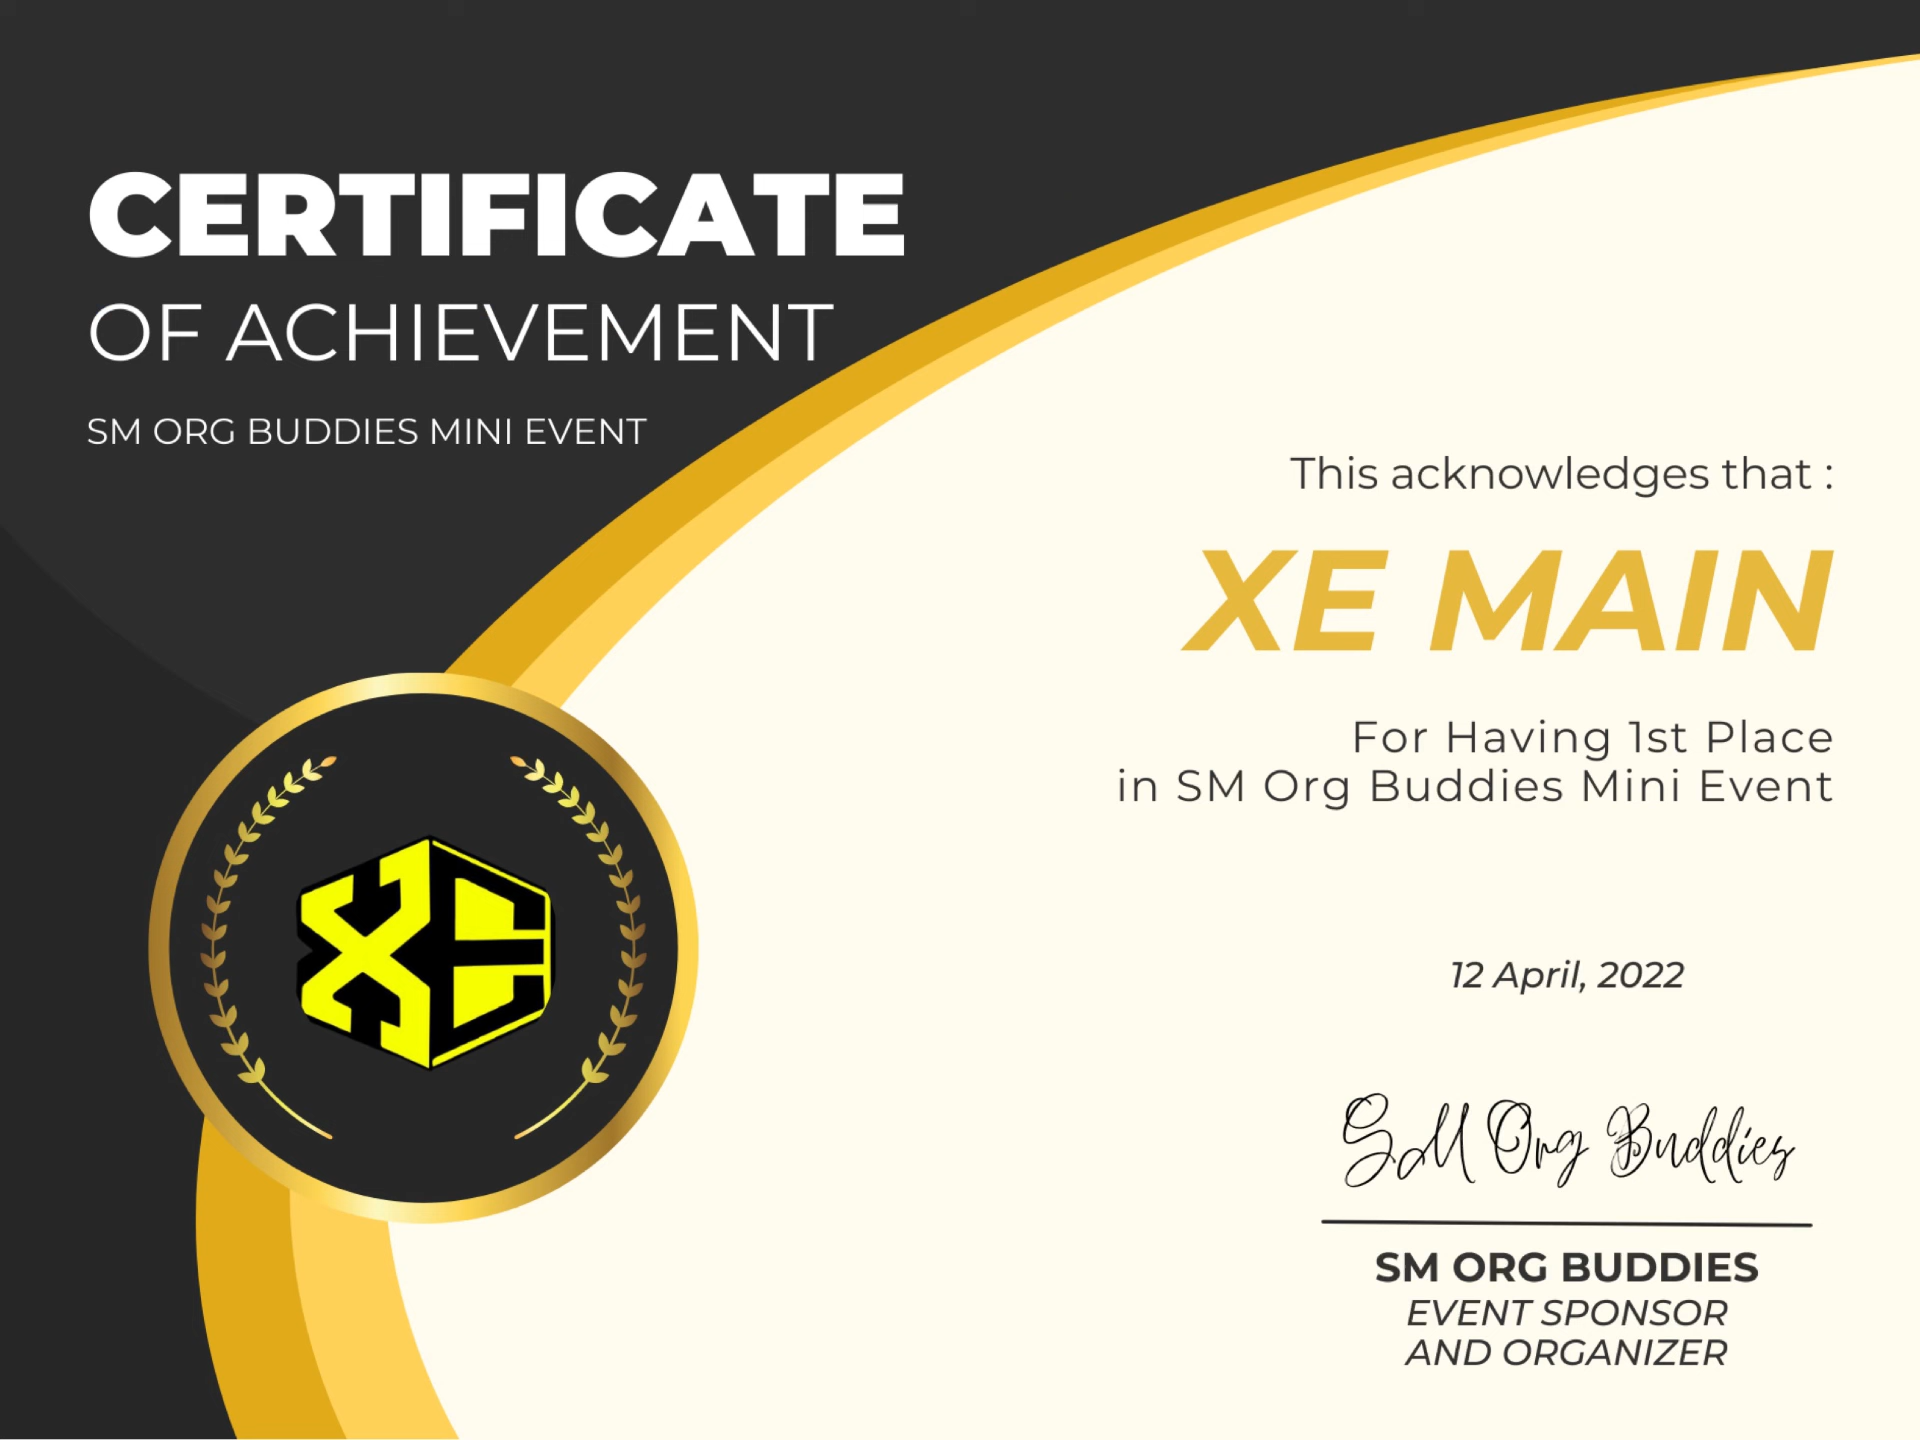 CERTIFICATE
OF ACHIEVEMENT
SM ORG BUDDIES MINI EVENT
This acknowledges that :
XE MAIN
For Having 1st Place
in SM Org Buddies Mini Event
XE
12 April, 2022
SM Org Buddies
SM ORG BUDDIES
EVENT SPONSOR
AND ORGANIZER